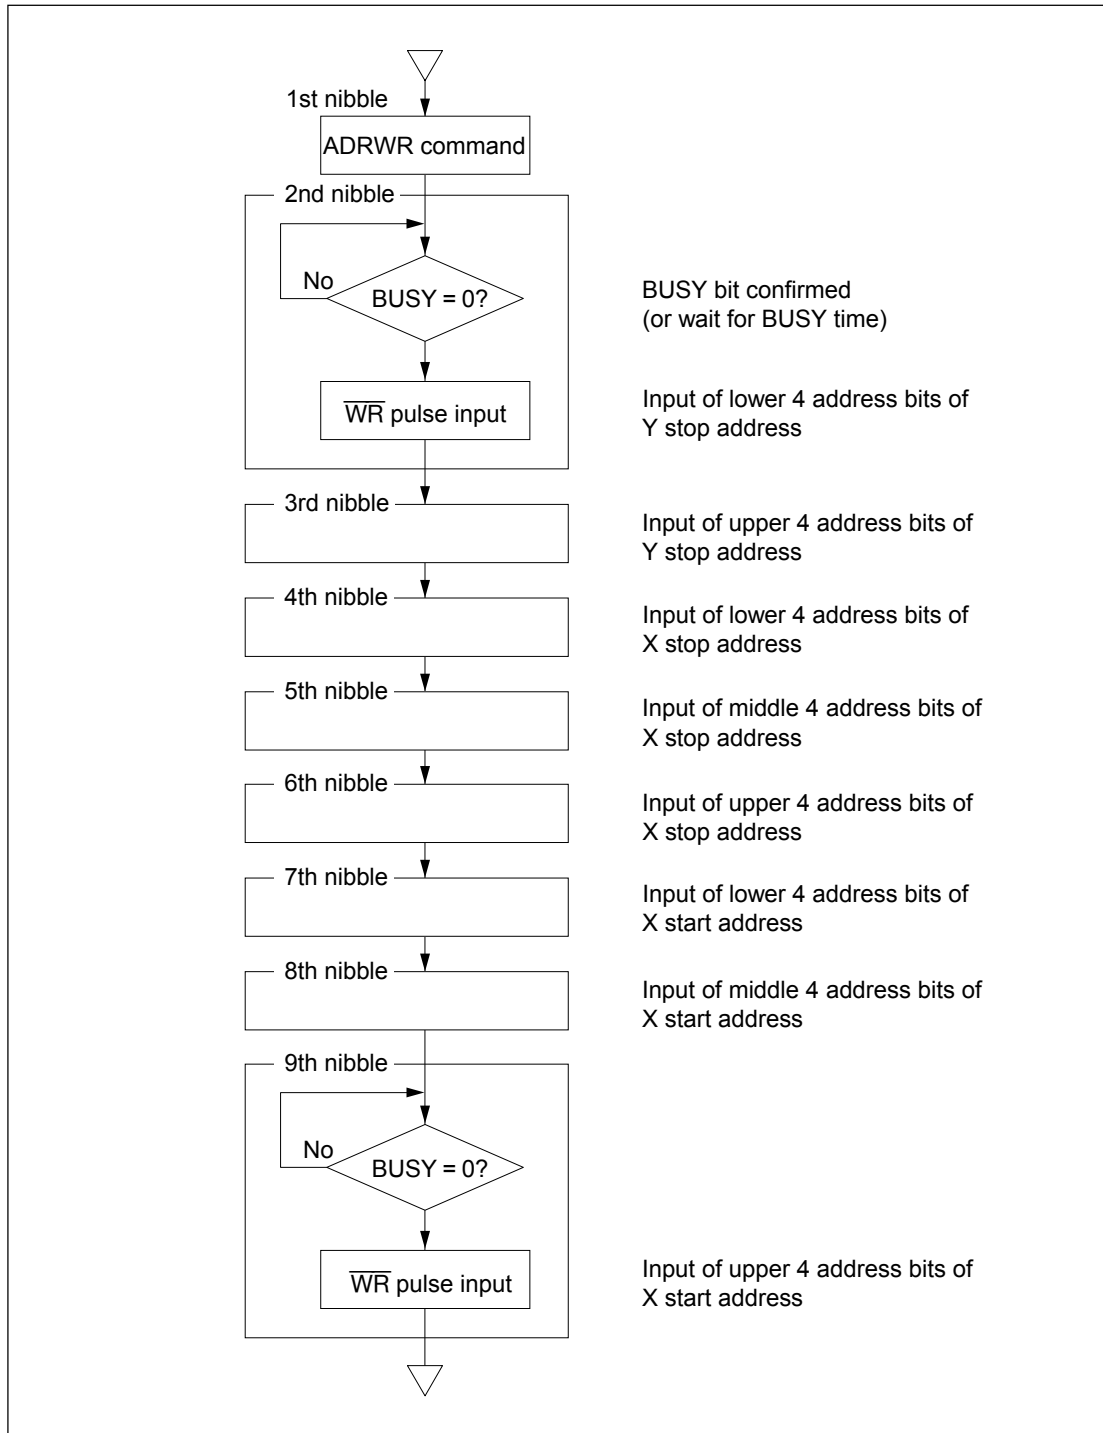 1st nibble
ADRWR command
2nd nibble
No
BUSY = 0?
BUSY bit confirmed
(or wait for BUSY time)
W̅R̅ pulse input
Input of lower 4 address bits of
Y stop address
3rd nibble
Input of upper 4 address bits of
Y stop address
4th nibble
Input of lower 4 address bits of
X stop address
5th nibble
Input of middle 4 address bits of
X stop address
6th nibble
Input of upper 4 address bits of
X stop address
7th nibble
Input of lower 4 address bits of
X start address
8th nibble
Input of middle 4 address bits of
X start address
9th nibble
No
BUSY = 0?
W̅R̅ pulse input
Input of upper 4 address bits of
X start address